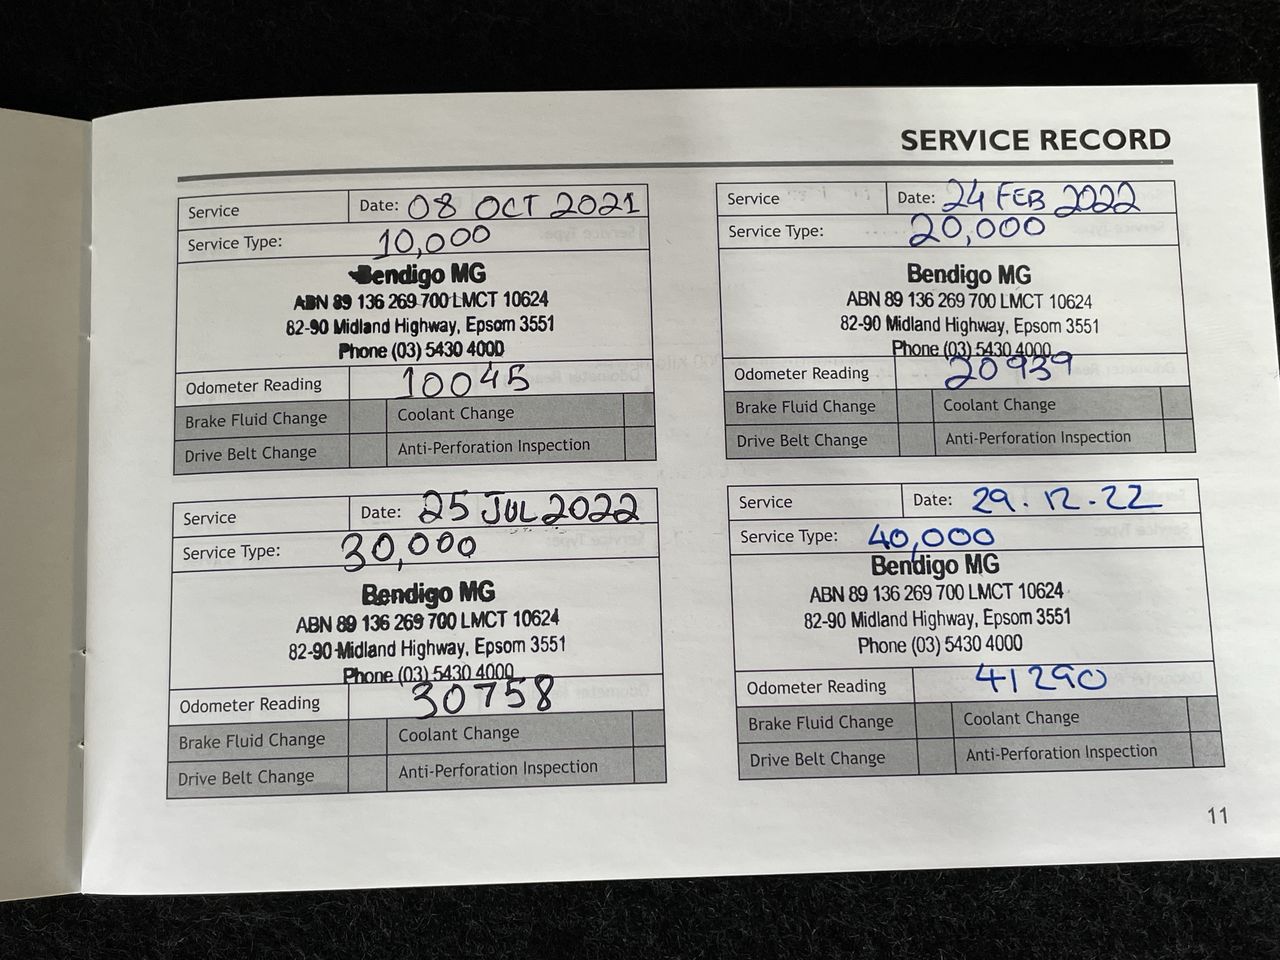 SERVICE RECORD
Service Date: 08 OCT 2021
Service Type: 10,000
Bendigo MG
ABN 89 136 269 700 LMCT 10624
82-90 Midland Highway, Epsom 3551
Phone (03) 5430 4000
Odometer Reading 10045
Brake Fluid Change Coolant Change
Drive Belt Change Anti-Perforation Inspection
Service Date: 24 FEB 2022
Service Type: 20,000
Bendigo MG
ABN 89 136 269 700 LMCT 10624
82-90 Midland Highway, Epsom 3551
Phone (03) 5430 4000
Odometer Reading 20939
Brake Fluid Change Coolant Change
Drive Belt Change Anti-Perforation Inspection
Service Date: 25 JUL 2022
Service Type: 30,000
Bendigo MG
ABN 89 136 269 700 LMCT 10624
82-90 Midland Highway, Epsom 3551
Phone (03) 5430 4000
Odometer Reading 30758
Brake Fluid Change Coolant Change
Drive Belt Change Anti-Perforation Inspection
Service Date: 29.12.22
Service Type: 40,000
Bendigo MG
ABN 89 136 269 700 LMCT 10624
82-90 Midland Highway, Epsom 3551
Phone (03) 5430 4000
Odometer Reading 41290
Brake Fluid Change Coolant Change
Drive Belt Change Anti-Perforation Inspection
11